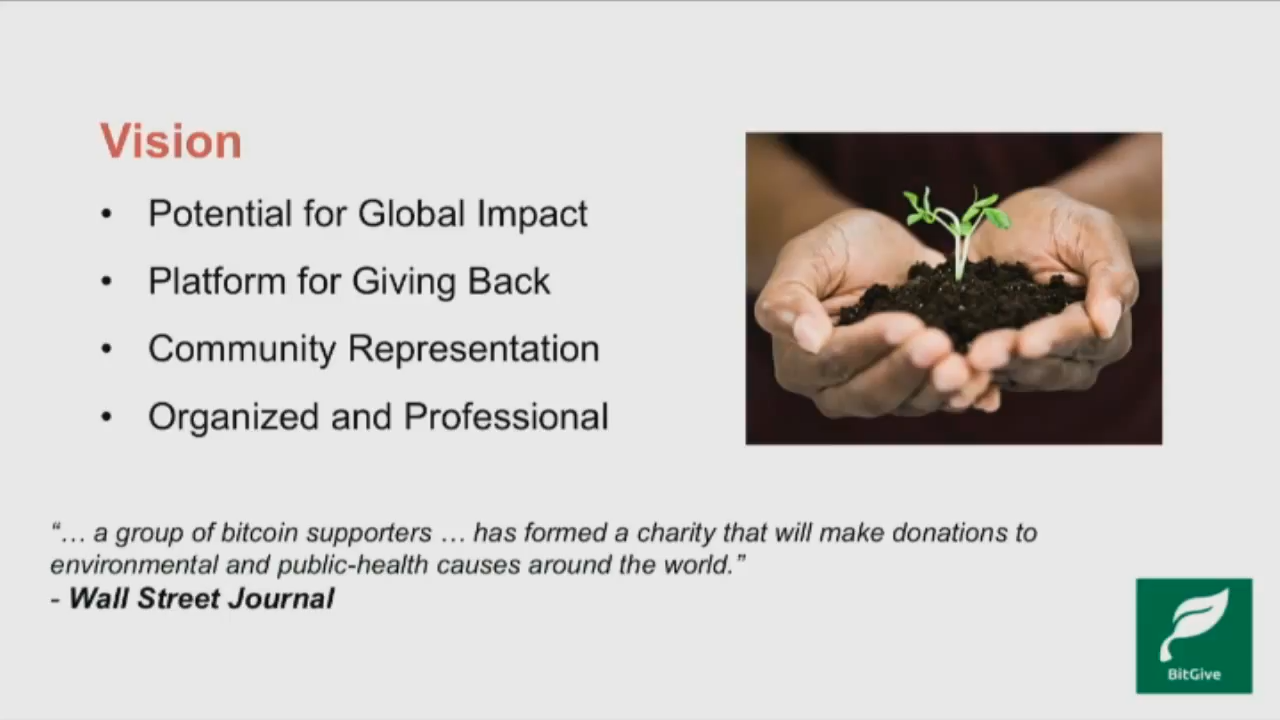 Vision
• Potential for Global Impact
• Platform for Giving Back
• Community Representation
• Organized and Professional
“… a group of bitcoin supporters … has formed a charity that will make donations to
environmental and public-health causes around the world.”
- Wall Street Journal
BitGive